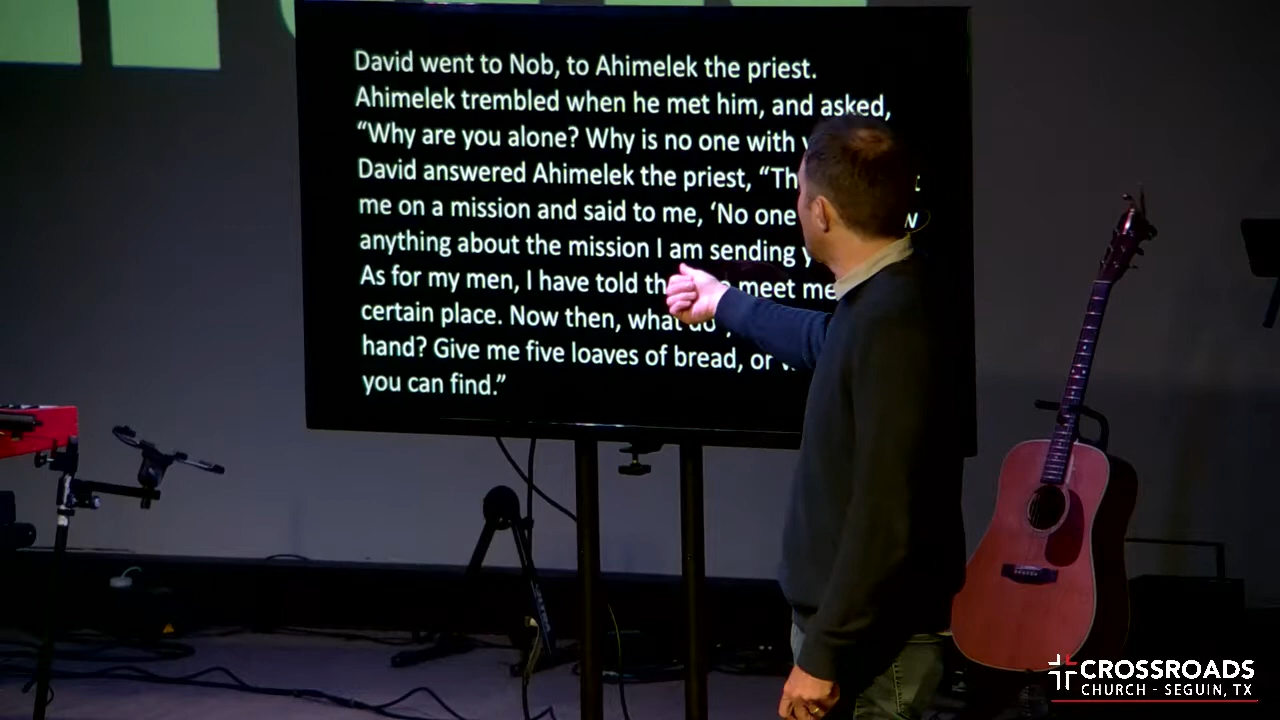 David went to Nob, to Ahimelek the priest.
Ahimelek trembled when he met him, and asked,
“Why are you alone? Why is no one with
David answered Ahimelek the priest,
me on a mission and said to me, ‘No one
anything about the mission I am sending
As for my men, I have told meet me
certain place. Now then, what do
hand? Give me five loaves of bread, or
you can find.”
CROSSROADS
CHURCH - SEGUIN, TX